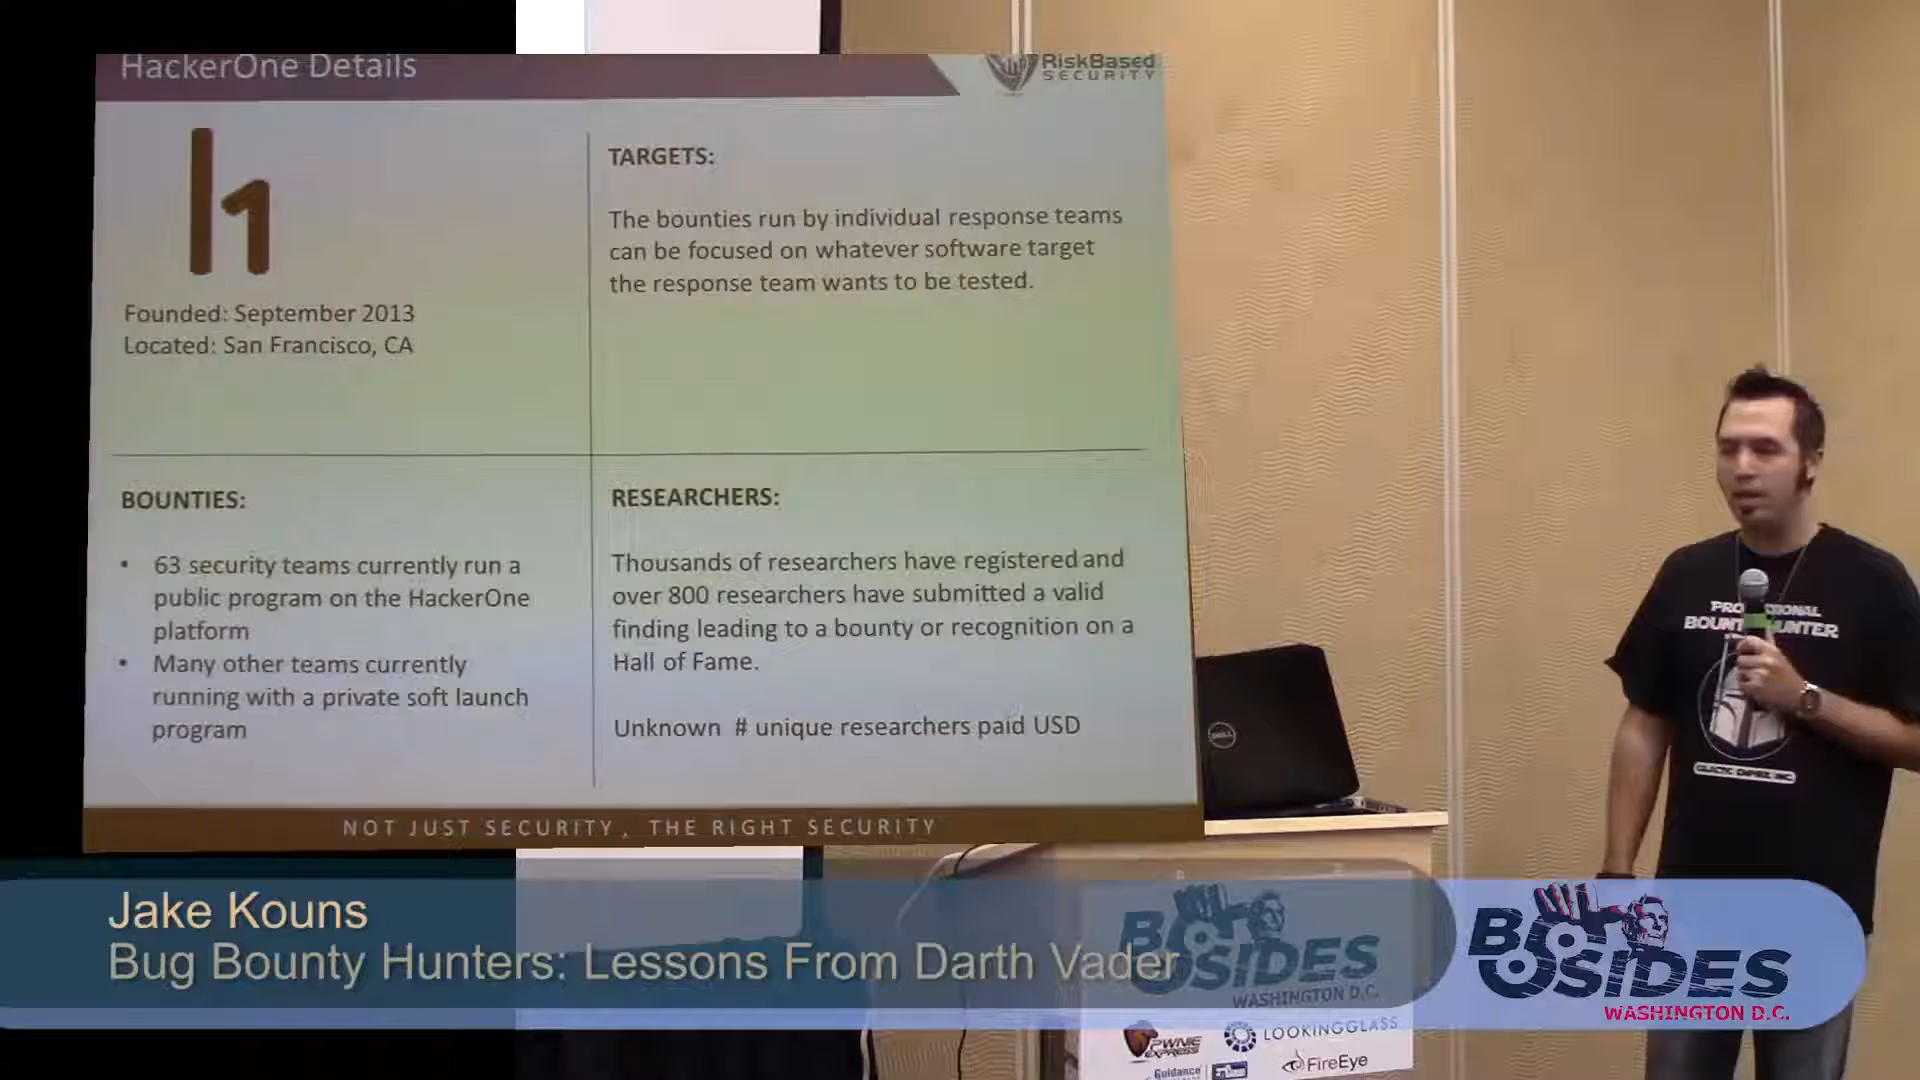 HackerOne Details
RiskBased
SECURITY
h1
Founded: September 2013
Located: San Francisco, CA
TARGETS:
The bounties run by individual response teams
can be focused on whatever software target
the response team wants to be tested.
BOUNTIES:
• 63 security teams currently run a
public program on the HackerOne
platform
• Many other teams currently
running with a private soft launch
program
RESEARCHERS:
Thousands of researchers have registered and
over 800 researchers have submitted a valid
finding leading to a bounty or recognition on a
Hall of Fame.
Unknown # unique researchers paid USD
NOT JUST SECURITY, THE RIGHT SECURITY
DELL
BOUNTY HUNTER
Jake Kouns
Bug Bounty Hunters: Lessons From Darth Vader
BSIDES
WASHINGTON D.C.
BSIDES
WASHINGTON D.C.
PWNIE
EXPRESS
LOOKINGGLASS
Guidance
FireEye